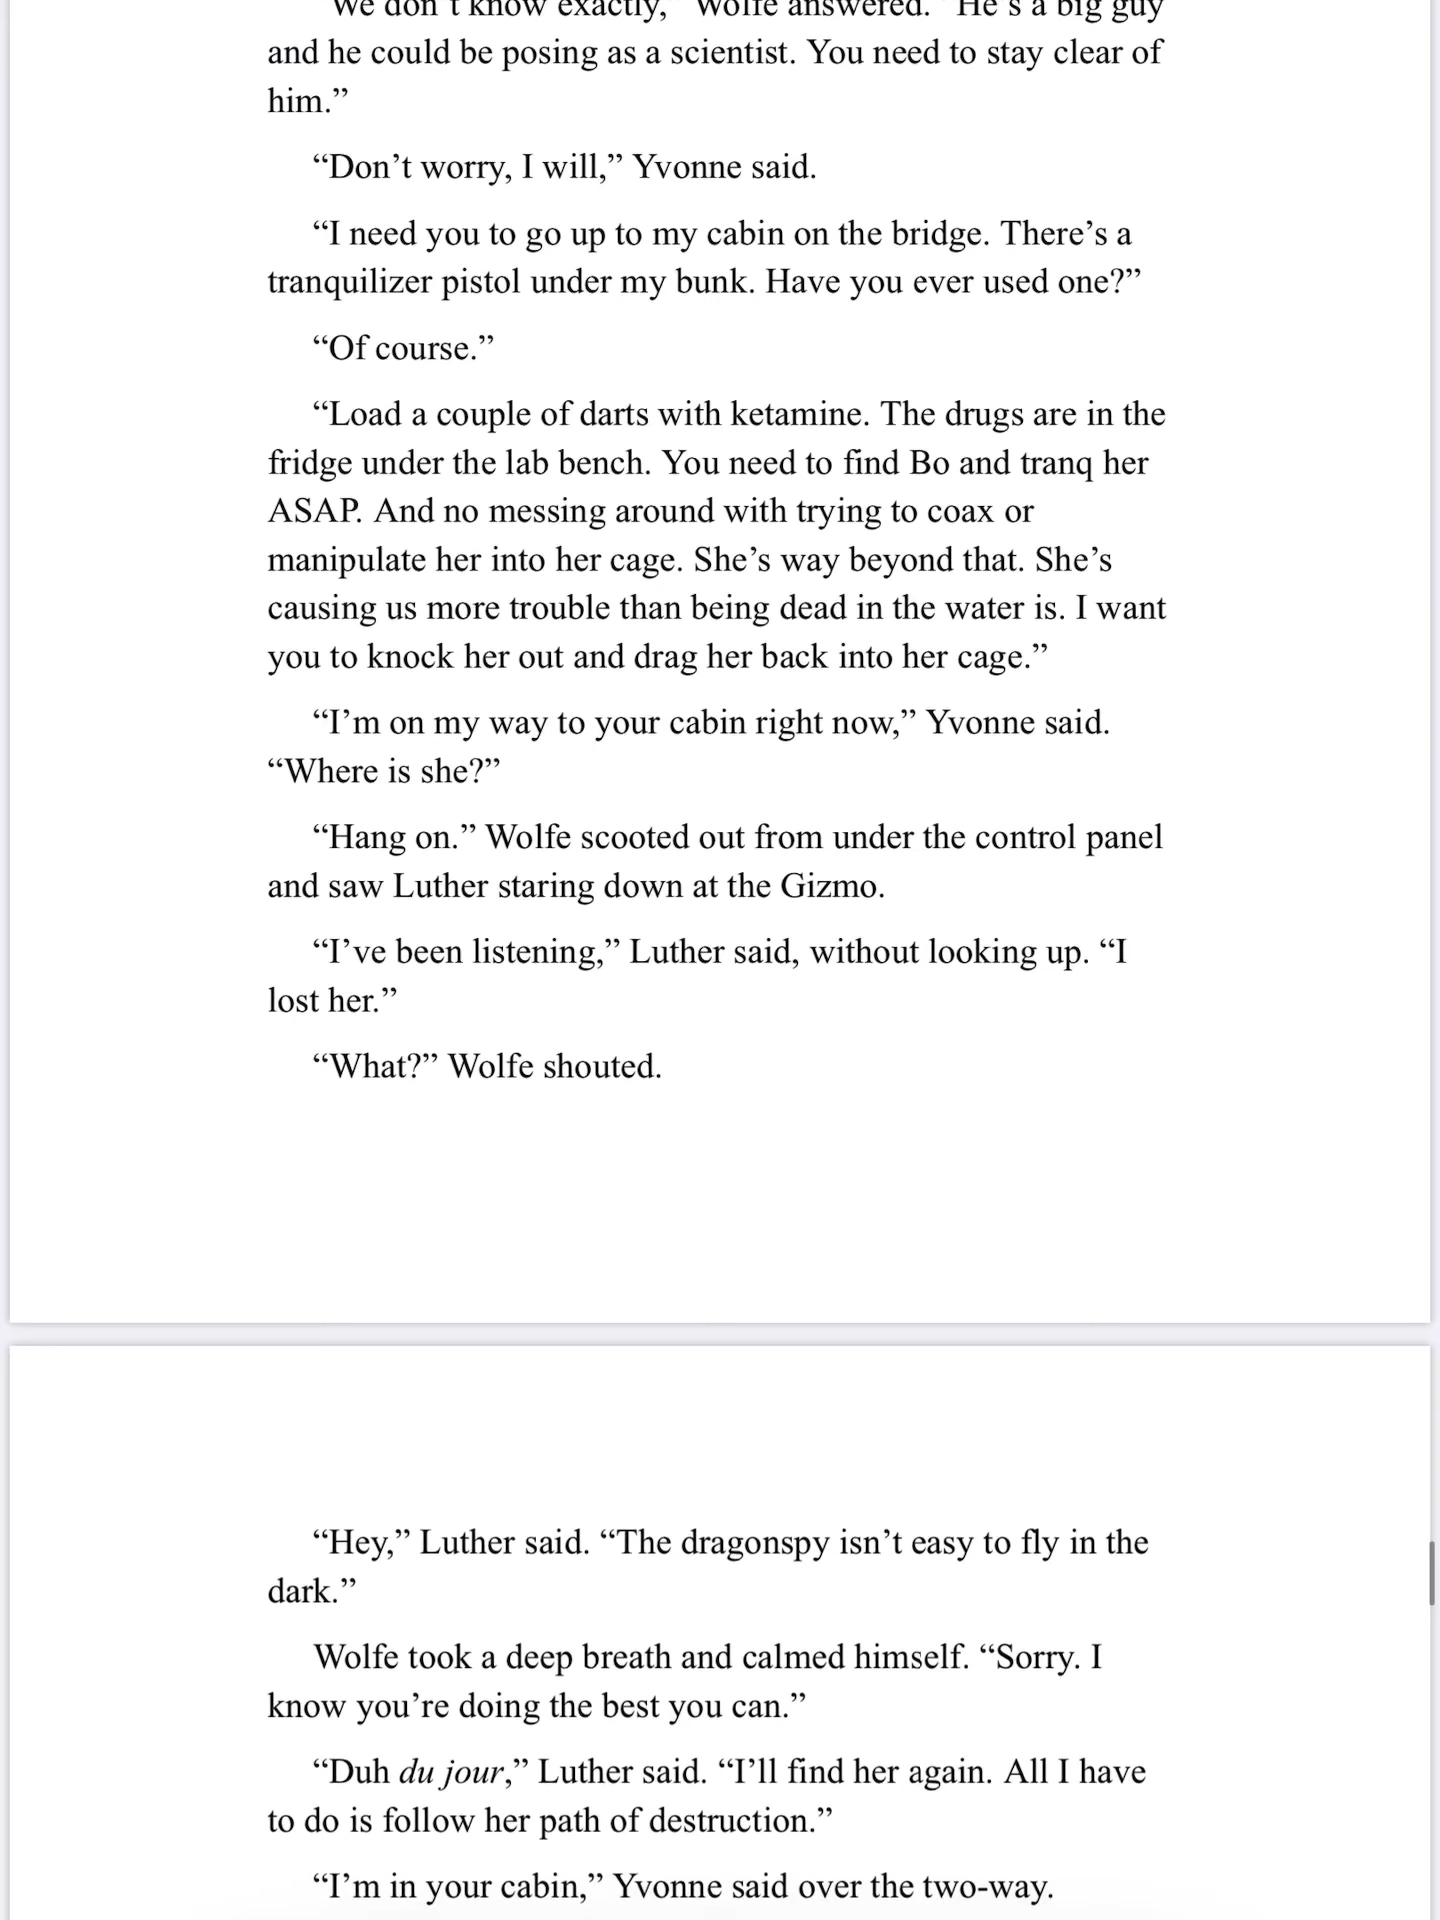 “We don’t know exactly,” Wolfe answered. “He’s a big guy
and he could be posing as a scientist. You need to stay clear of
him.”
“Don’t worry, I will,” Yvonne said.
“I need you to go up to my cabin on the bridge. There’s a
tranquilizer pistol under my bunk. Have you ever used one?”
“Of course.”
“Load a couple of darts with ketamine. The drugs are in the
fridge under the lab bench. You need to find Bo and tranq her
ASAP. And no messing around with trying to coax or
manipulate her into her cage. She’s way beyond that. She’s
causing us more trouble than being dead in the water is. I want
you to knock her out and drag her back into her cage.”
“I’m on my way to your cabin right now,” Yvonne said.
“Where is she?”
“Hang on.” Wolfe scooted out from under the control panel
and saw Luther staring down at the Gizmo.
“I’ve been listening,” Luther said, without looking up. “I
lost her.”
“What?” Wolfe shouted.
“Hey,” Luther said. “The dragonspy isn’t easy to fly in the
dark.”
Wolfe took a deep breath and calmed himself. “Sorry. I
know you’re doing the best you can.”
“Duh du jour,” Luther said. “I’ll find her again. All I have
to do is follow her path of destruction.”
“I’m in your cabin,” Yvonne said over the two-way.